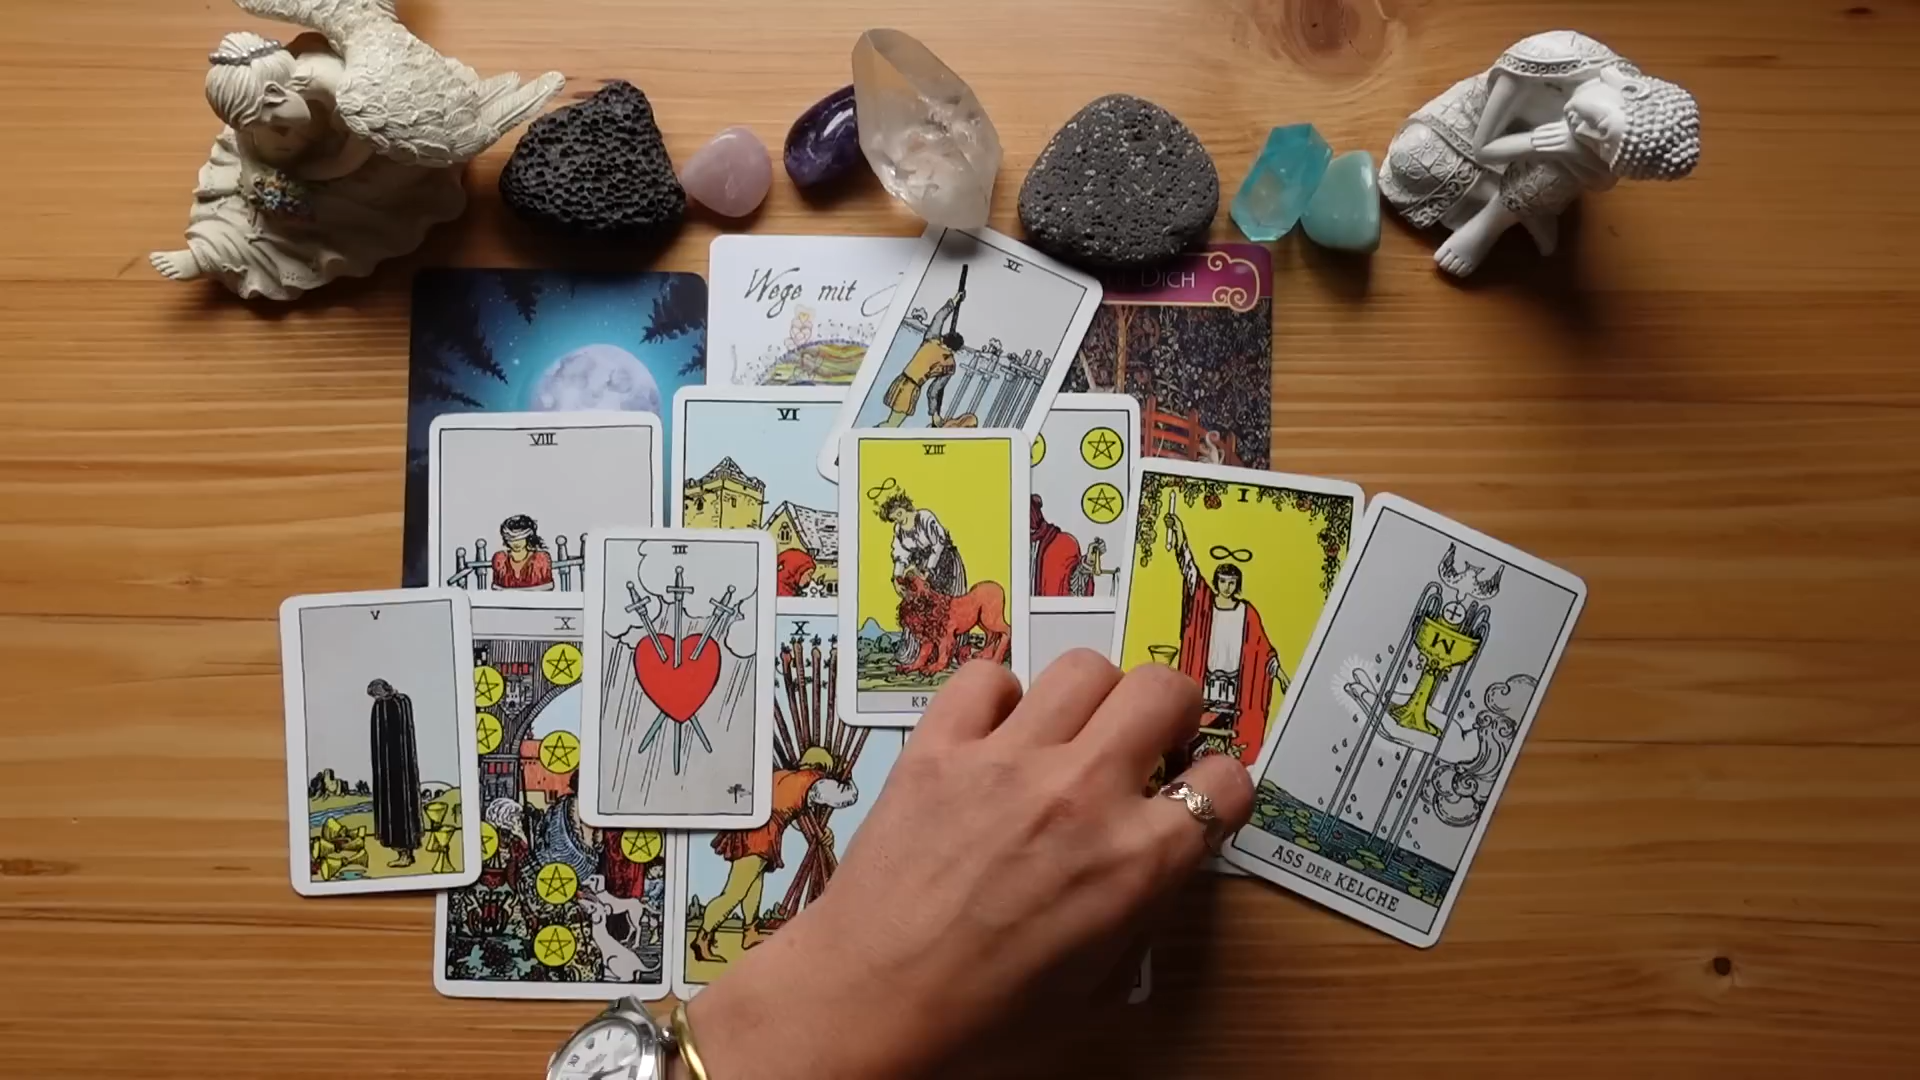 Wege mit
DICH
VI
VIII
VI
VIII
I
III
V
X
X
M
KR
ASS DER KELCHE